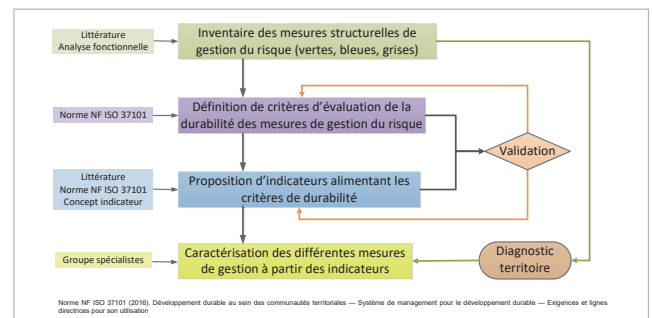 Littérature
Analyse fonctionnelle
Inventaire des mesures structurelles de
gestion du risque (vertes, bleues, grises)
Norme NF ISO 37101
Définition de critères d'évaluation de la
durabilité des mesures de gestion du risque
Validation
Littérature
Norme NF ISO 37101
Concept indicateur
Proposition d'indicateurs alimentant les
critères de durabilité
Groupe spécialistes
Caractérisation des différentes mesures
de gestion à partir des indicateurs
Diagnostic
territoire
Norme NF ISO 37101 (2016). Développement durable au sein des communautés territoriales — Système de management pour le développement durable — Exigences et lignes
directrices pour son utilisation